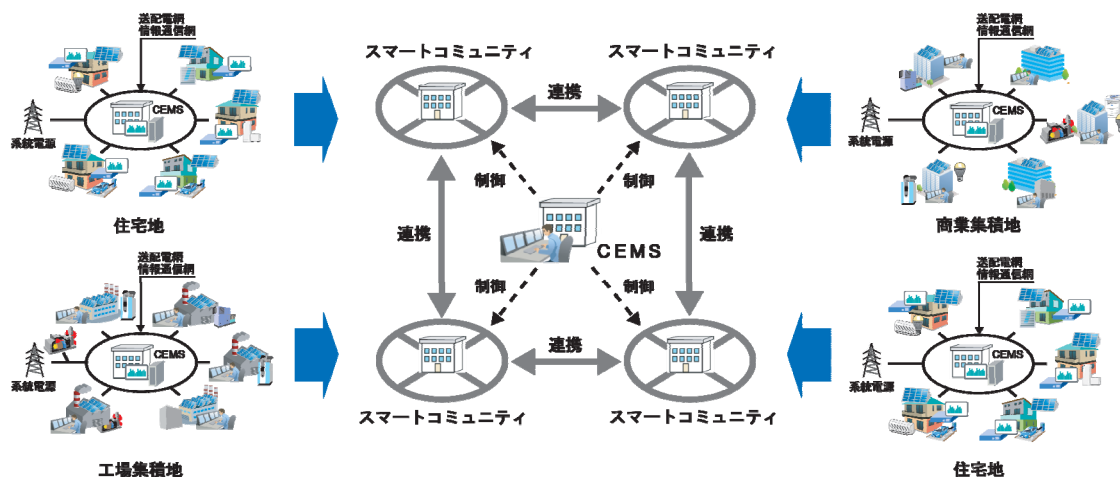 送配電網
情報通信網
CEMS
系統電源
住宅地
スマートコミュニティ
連携
スマートコミュニティ
送配電網
情報通信網
CEMS
系統電源
商業集積地
制御
制御
連携
CEMS
連携
制御
制御
送配電網
情報通信網
CEMS
系統電源
工場集積地
スマートコミュニティ
連携
スマートコミュニティ
送配電網
情報通信網
CEMS
系統電源
住宅地